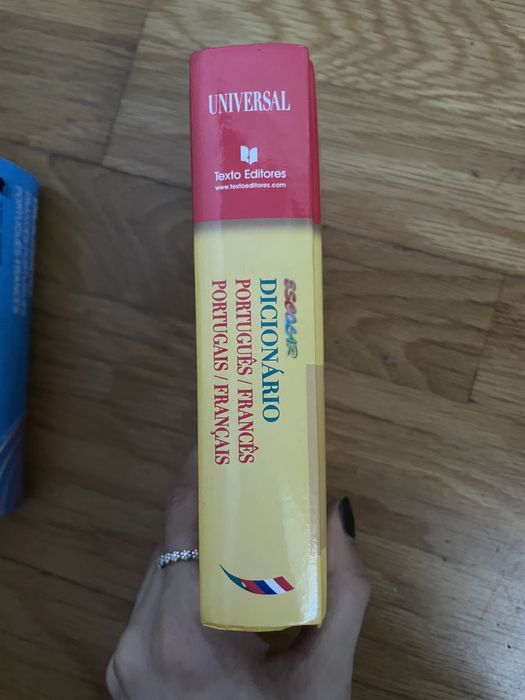 UNIVERSAL
Texto Editores
www.textoeditores.com
ESCOLAR
DICIONÁRIO
PORTUGUÊS / FRANCÊS
PORTUGAIS / FRANÇAIS